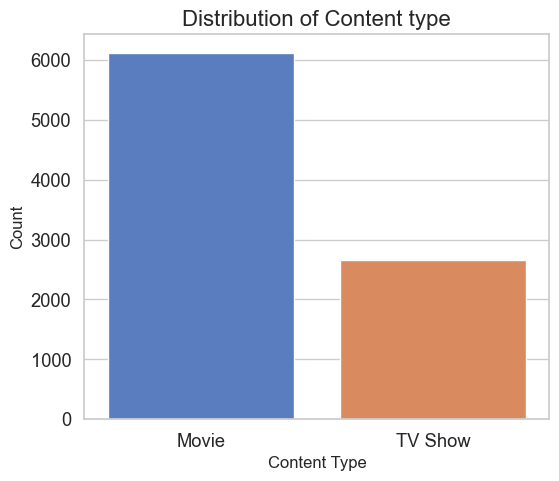 Distribution of Content type
6000
5000
4000
3000
2000
1000
0
Count
Movie
TV Show
Content Type